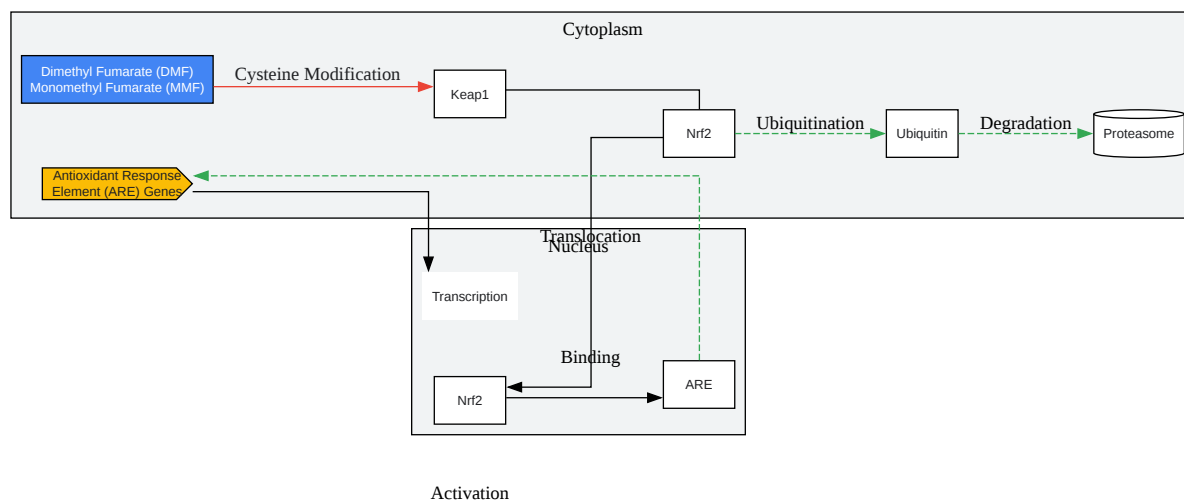 Cytoplasm
Dimethyl Fumarate (DMF)
Monomethyl Fumarate (MMF)
Cysteine Modification
Keap1
Nrf2
Ubiquitination
Ubiquitin
Degradation
Proteasome
Antioxidant Response
Element (ARE) Genes
Translocation
Nucleus
Transcription
Binding
Nrf2
ARE
Activation